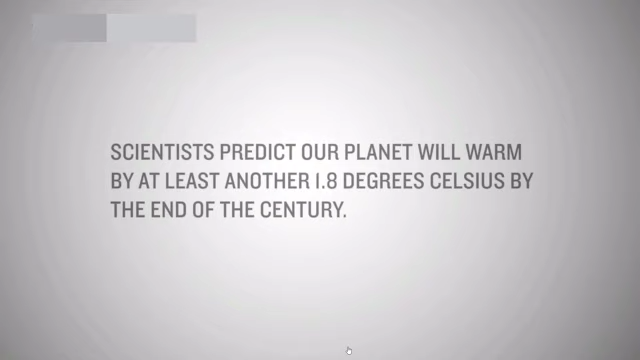 SCIENTISTS PREDICT OUR PLANET WILL WARM
BY AT LEAST ANOTHER 1.8 DEGREES CELSIUS BY
THE END OF THE CENTURY.